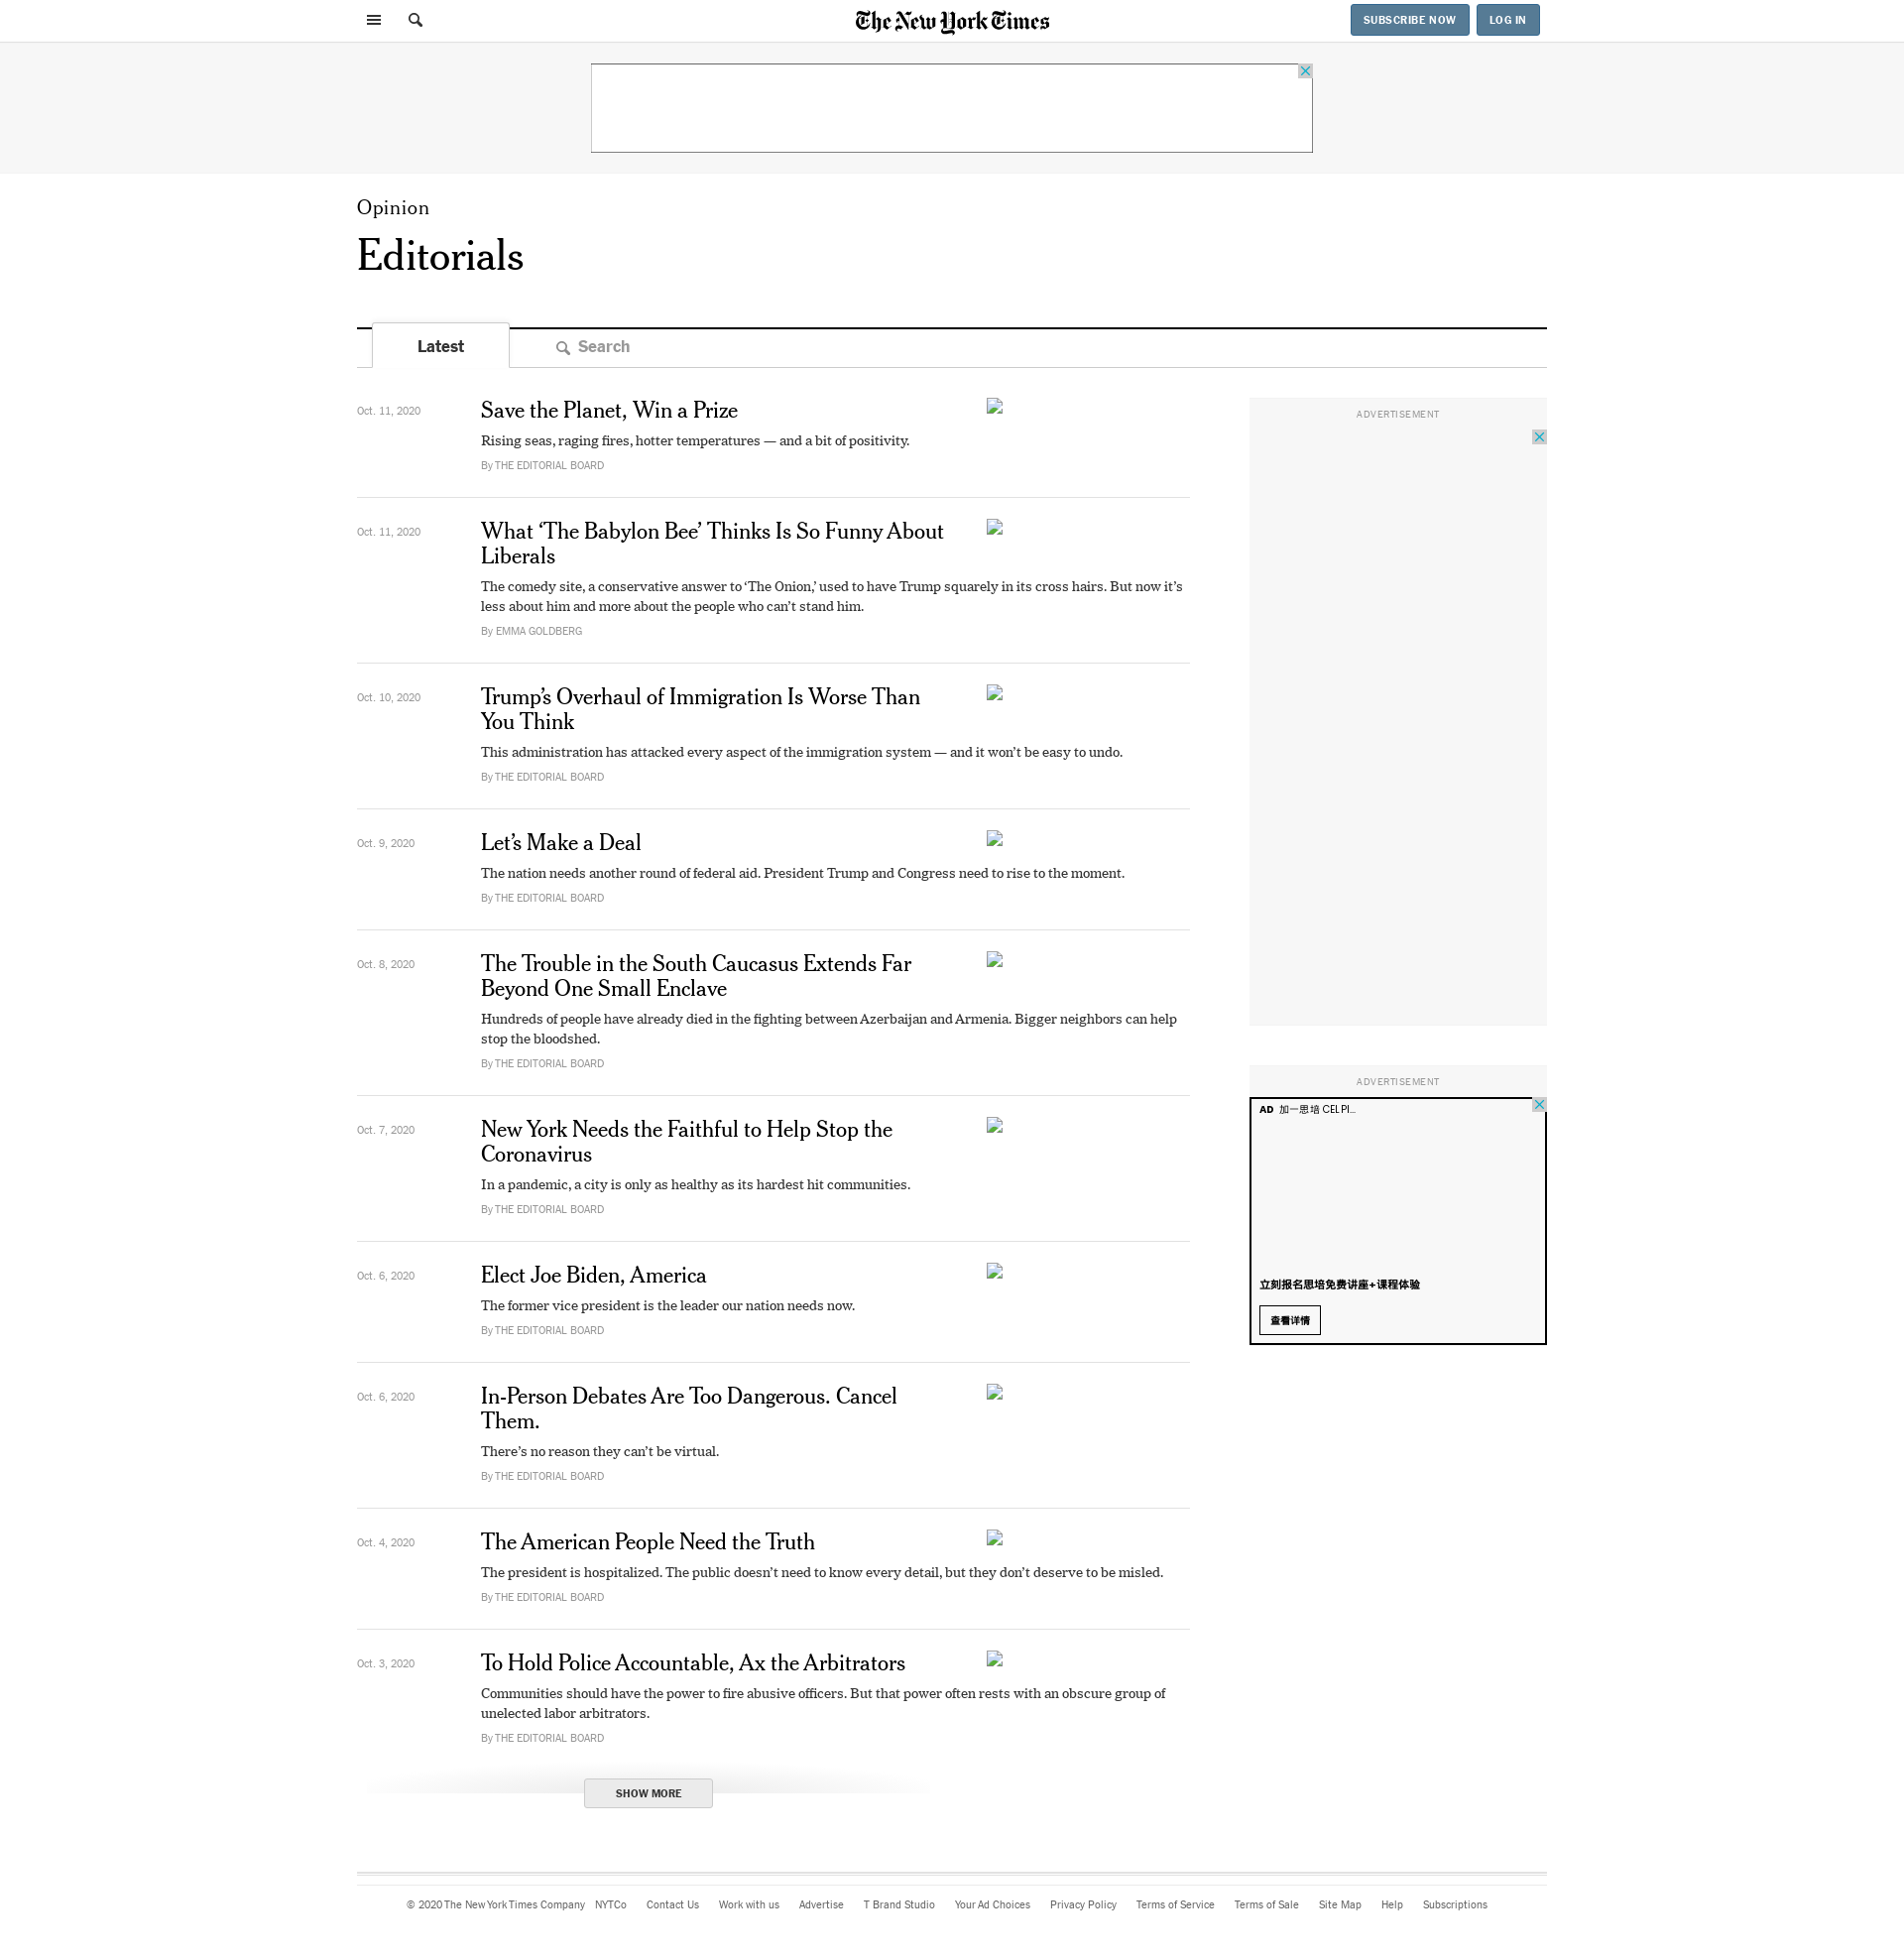 The New York Times
SUBSCRIBE NOW
LOG IN
Opinion
Editorials
Latest
Search
Oct. 11, 2020
Save the Planet, Win a Prize
Rising seas, raging fires, hotter temperatures — and a bit of positivity.
By THE EDITORIAL BOARD
Oct. 11, 2020
What ‘The Babylon Bee’ Thinks Is So Funny About
Liberals
The comedy site, a conservative answer to ‘The Onion,’ used to have Trump squarely in its cross hairs. But now it’s
less about him and more about the people who can’t stand him.
By EMMA GOLDBERG
Oct. 10, 2020
Trump’s Overhaul of Immigration Is Worse Than
You Think
This administration has attacked every aspect of the immigration system — and it won’t be easy to undo.
By THE EDITORIAL BOARD
Oct. 9, 2020
Let’s Make a Deal
The nation needs another round of federal aid. President Trump and Congress need to rise to the moment.
By THE EDITORIAL BOARD
Oct. 8, 2020
The Trouble in the South Caucasus Extends Far
Beyond One Small Enclave
Hundreds of people have already died in the fighting between Azerbaijan and Armenia. Bigger neighbors can help
stop the bloodshed.
By THE EDITORIAL BOARD
Oct. 7, 2020
New York Needs the Faithful to Help Stop the
Coronavirus
In a pandemic, a city is only as healthy as its hardest hit communities.
By THE EDITORIAL BOARD
Oct. 6, 2020
Elect Joe Biden, America
The former vice president is the leader our nation needs now.
By THE EDITORIAL BOARD
Oct. 6, 2020
In-Person Debates Are Too Dangerous. Cancel
Them.
There’s no reason they can’t be virtual.
By THE EDITORIAL BOARD
Oct. 4, 2020
The American People Need the Truth
The president is hospitalized. The public doesn’t need to know every detail, but they don’t deserve to be misled.
By THE EDITORIAL BOARD
Oct. 3, 2020
To Hold Police Accountable, Ax the Arbitrators
Communities should have the power to fire abusive officers. But that power often rests with an obscure group of
unelected labor arbitrators.
By THE EDITORIAL BOARD
SHOW MORE
ADVERTISEMENT
ADVERTISEMENT
AD 加一思培 CELPI...
立刻报名思培免费讲座+课程体验
查看详情
© 2020 The New York Times Company NYTCo Contact Us Work with us Advertise T Brand Studio Your Ad Choices Privacy Policy Terms of Service Terms of Sale Site Map Help Subscriptions